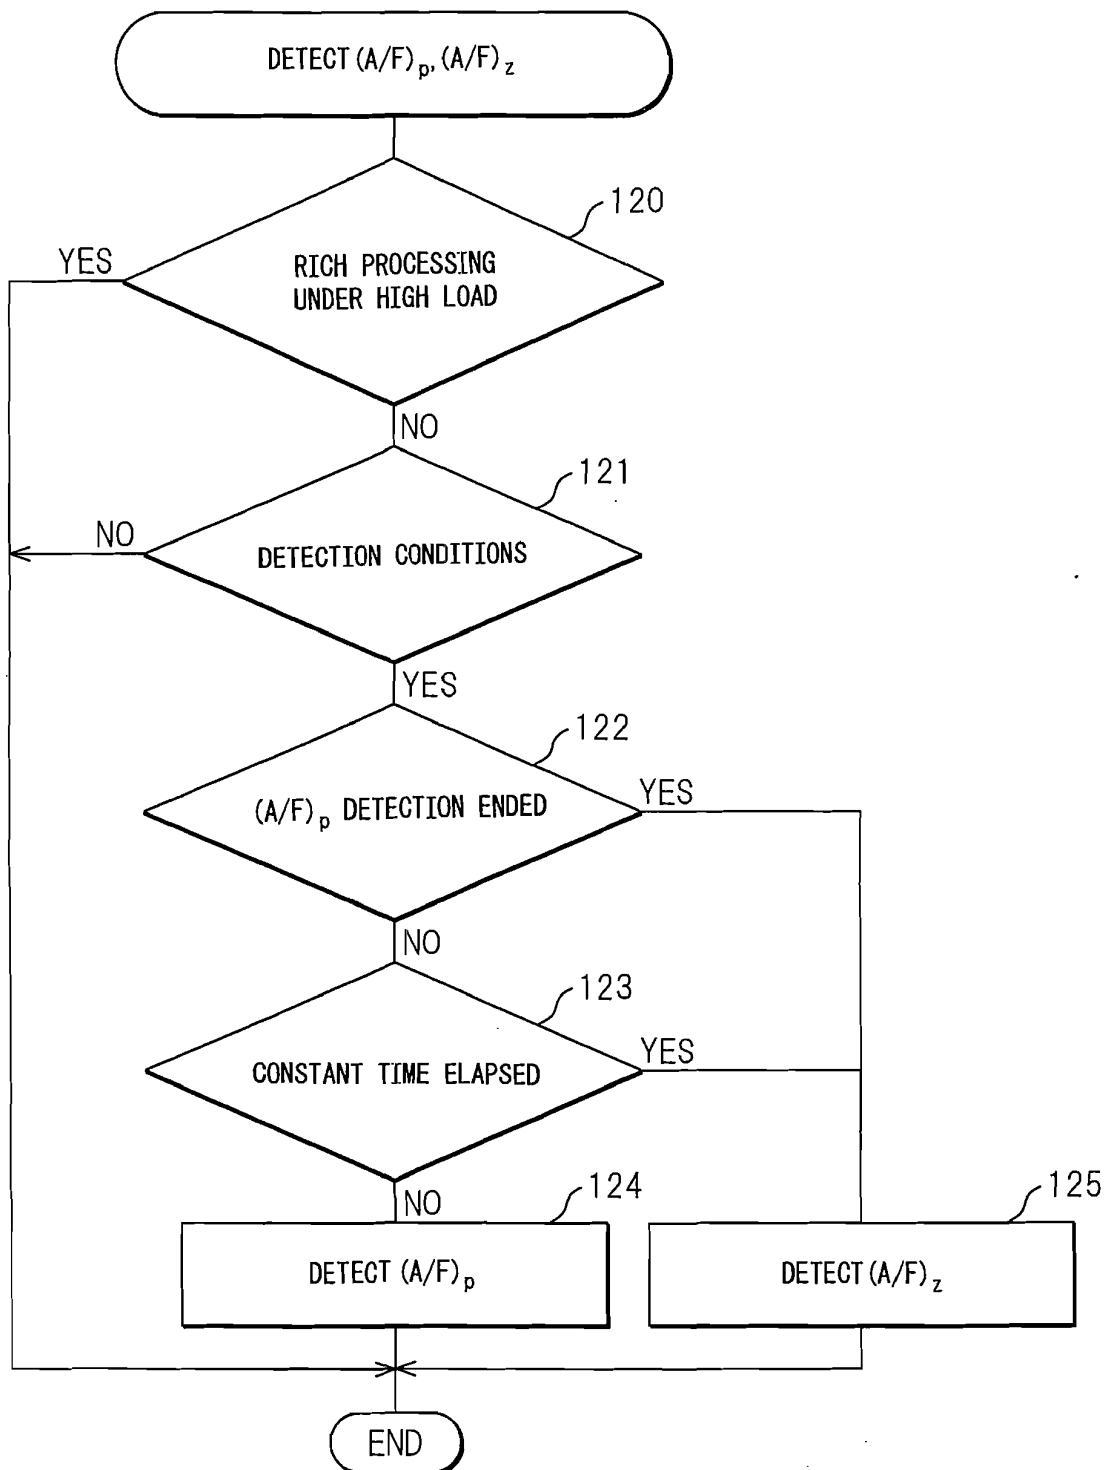 DETECT (A/F)p, (A/F)z
120
YES
RICH PROCESSING
UNDER HIGH LOAD
NO
121
NO
DETECTION CONDITIONS
YES
122
(A/F)p DETECTION ENDED
YES
NO
123
CONSTANT TIME ELAPSED
YES
NO
124
125
DETECT (A/F)p
DETECT (A/F)z
END